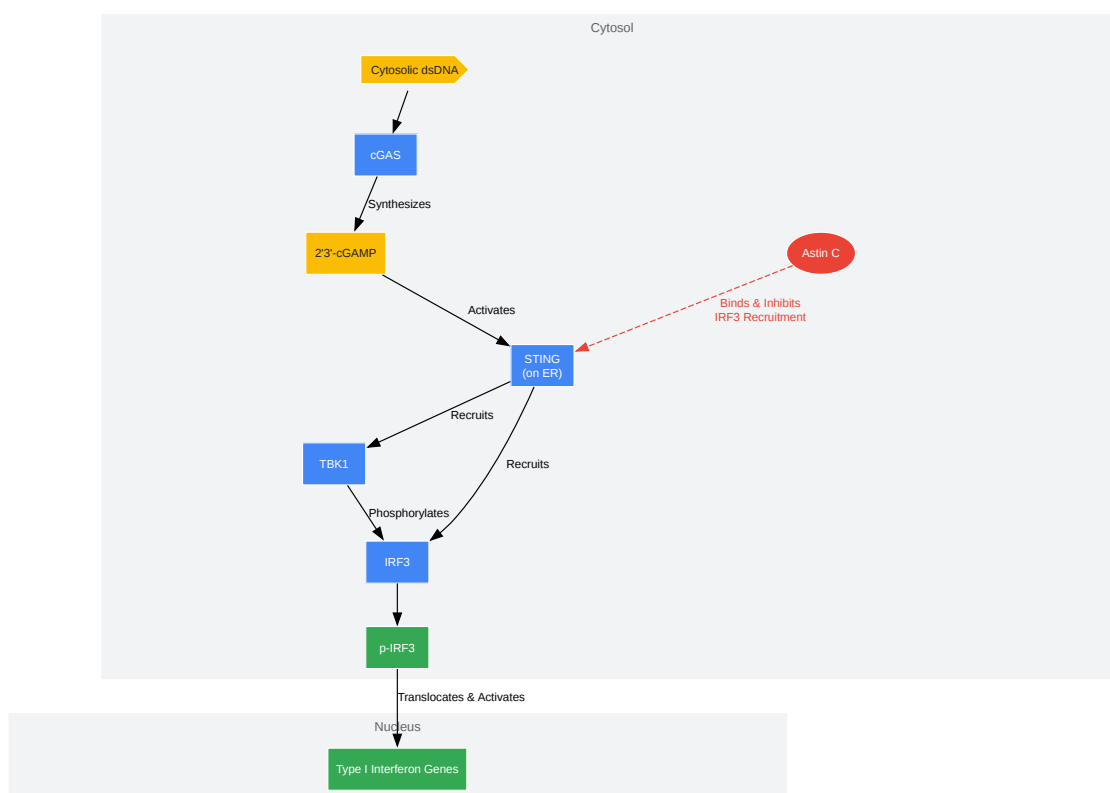 Cytosol
Cytosolic dsDNA
cGAS
Synthesizes
2'3'-cGAMP
Astin C
Binds & Inhibits
IRF3 Recruitment
Activates
STING
(on ER)
Recruits
TBK1
Recruits
Phosphorylates
IRF3
p-IRF3
Translocates & Activates
Nucleus
Type I Interferon Genes